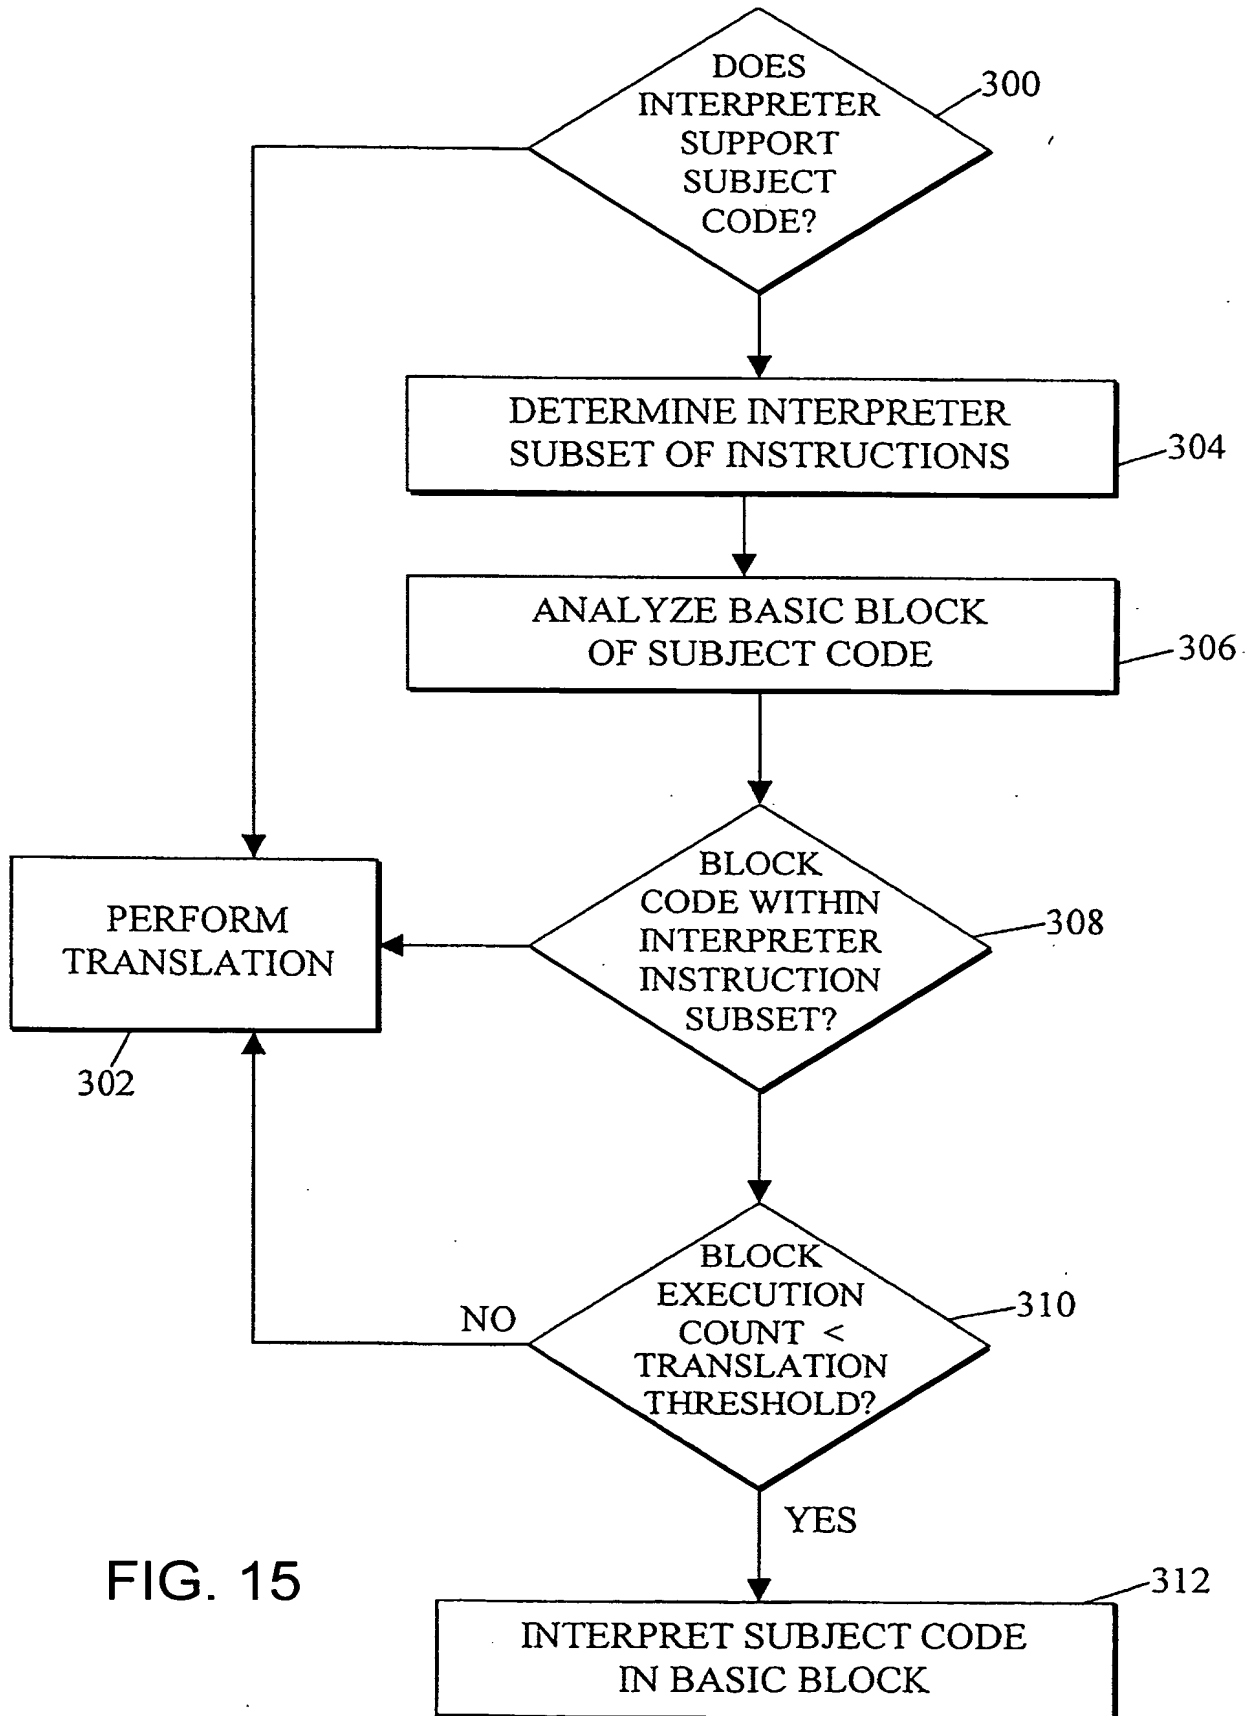 DOES
INTERPRETER
SUPPORT
SUBJECT
CODE?
300
DETERMINE INTERPRETER
SUBSET OF INSTRUCTIONS
304
ANALYZE BASIC BLOCK
OF SUBJECT CODE
306
BLOCK
CODE WITHIN
INTERPRETER
INSTRUCTION
SUBSET?
308
PERFORM
TRANSLATION
302
BLOCK
EXECUTION
COUNT <
TRANSLATION
THRESHOLD?
310
NO
YES
FIG. 15
312
INTERPRET SUBJECT CODE
IN BASIC BLOCK